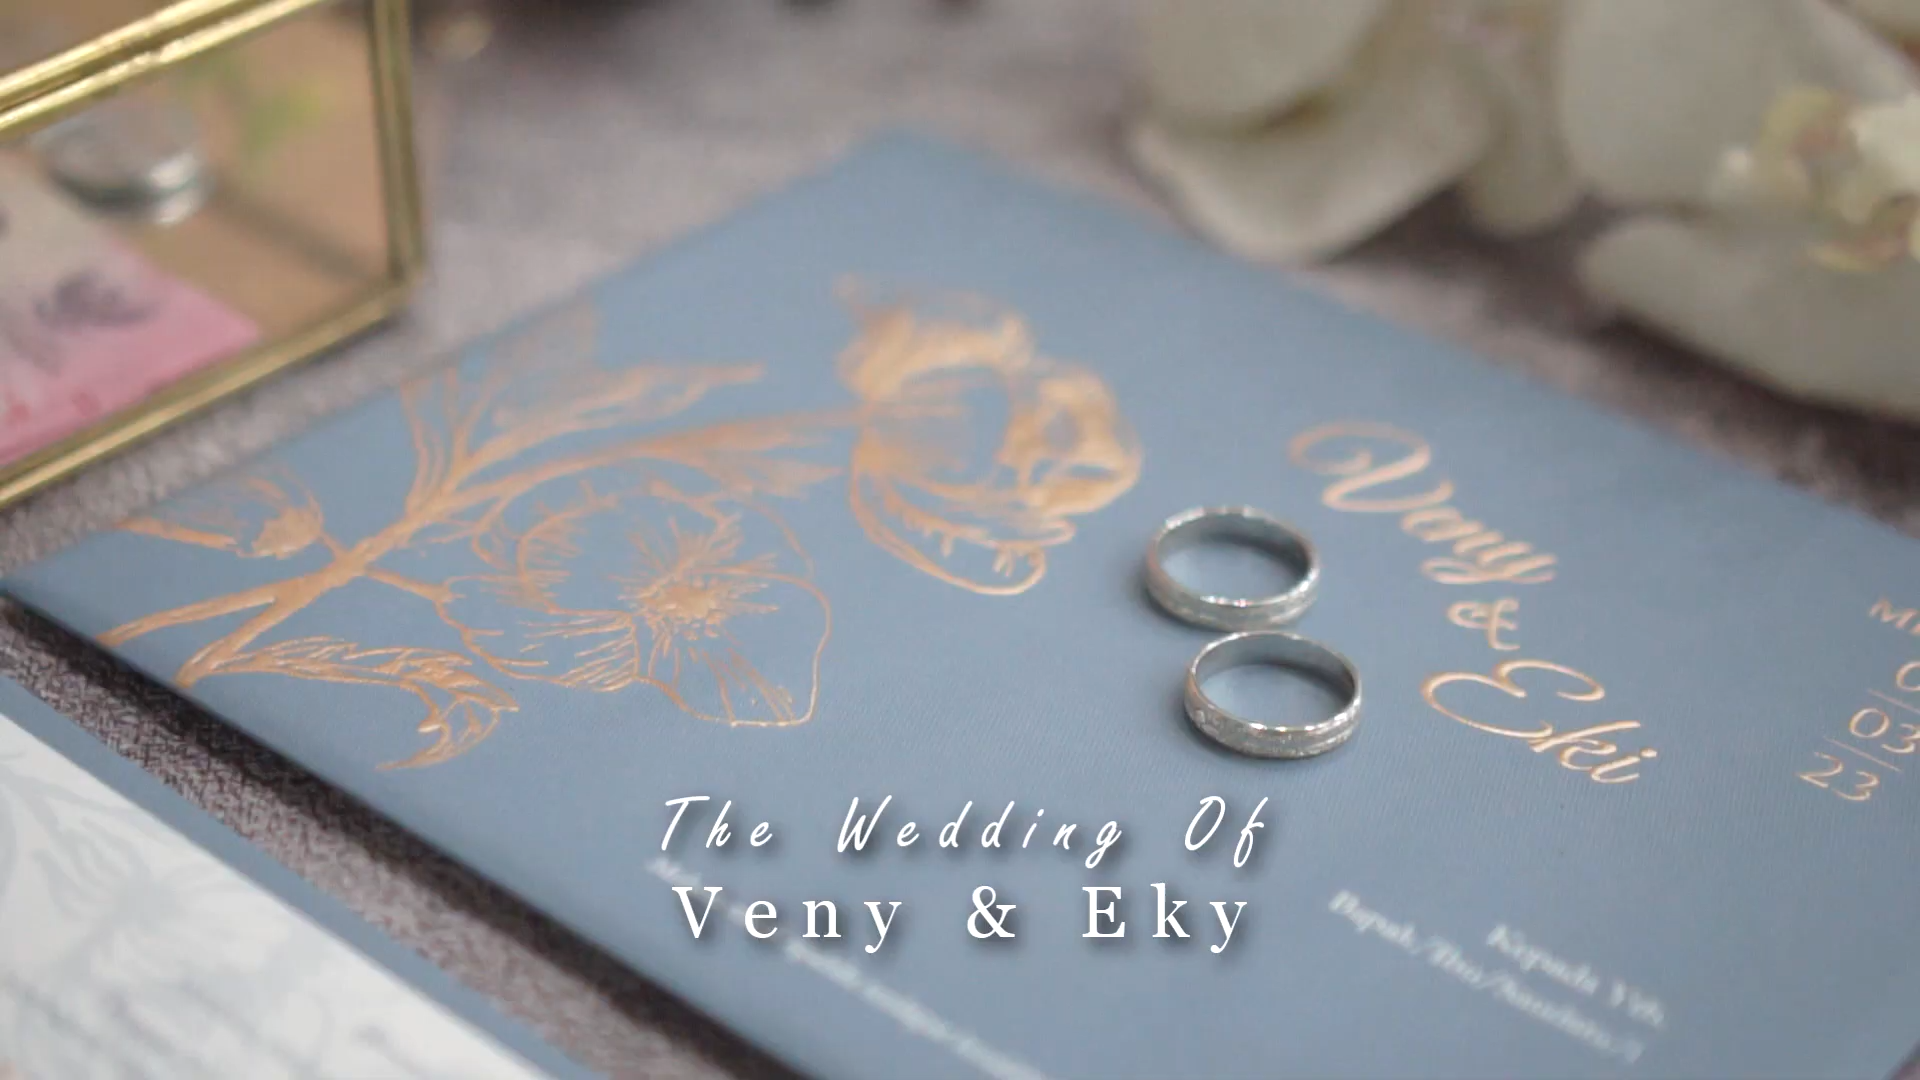 Veny
&
Eki
03
23
The Wedding Of
Veny & Eky
Kepada Yth.
Bapak/Ibu/Saudara/i